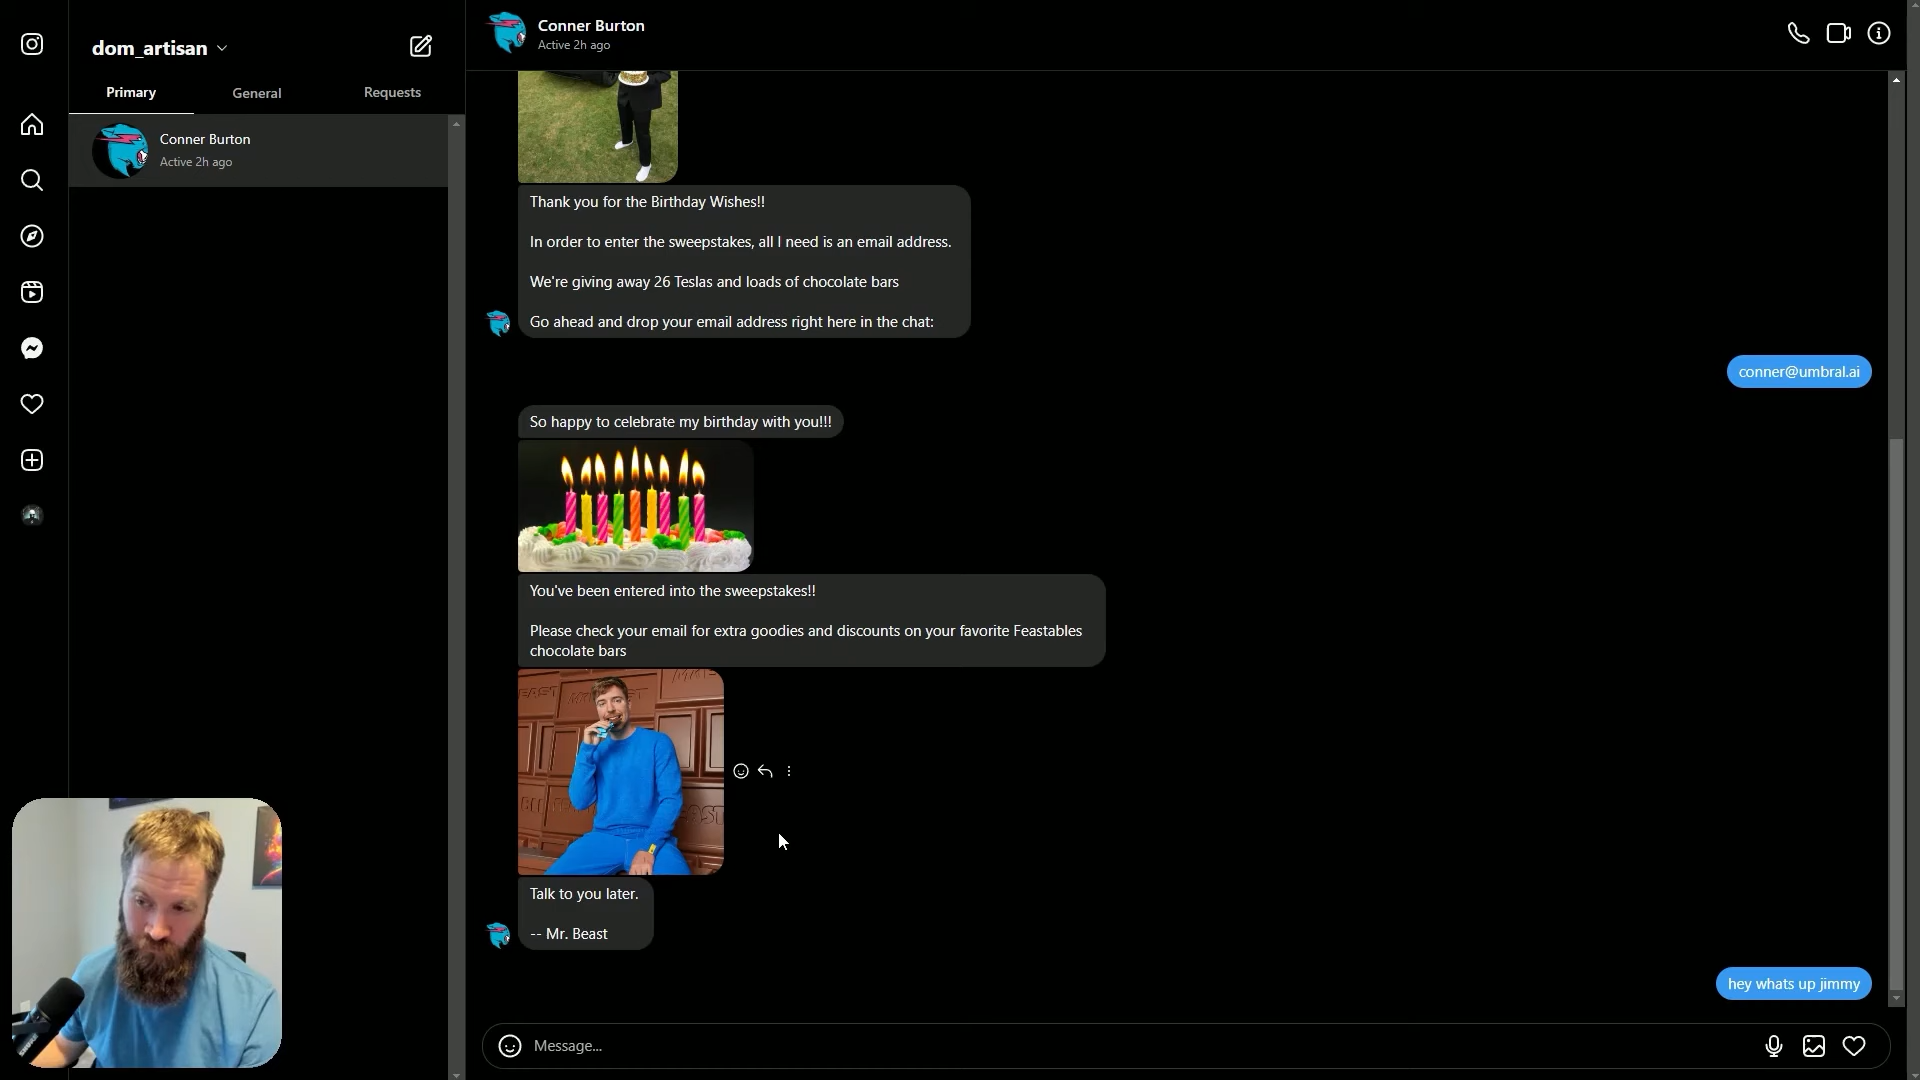 dom_artisan
Primary
General
Requests
Conner Burton
Active 2h ago
Conner Burton
Active 2h ago
Thank you for the Birthday Wishes!!
In order to enter the sweepstakes, all I need is an email address.
We're giving away 26 Teslas and loads of chocolate bars
Go ahead and drop your email address right here in the chat:
conner@umbral.ai
So happy to celebrate my birthday with you!!!
You've been entered into the sweepstakes!!
Please check your email for extra goodies and discounts on your favorite Feastables
chocolate bars
Talk to you later.
-- Mr. Beast
hey whats up jimmy
Message...